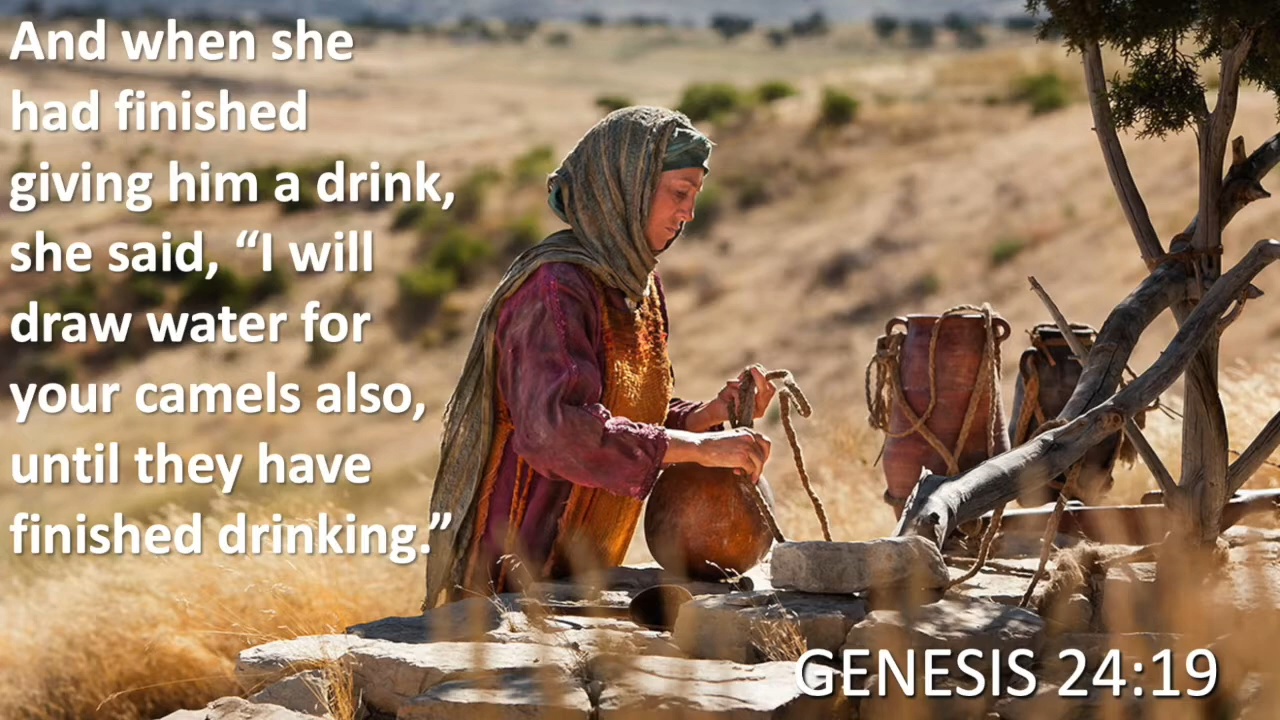 And when she
had finished
giving him a drink,
she said, “I will
draw water for
your camels also,
until they have
finished drinking.”
GENESIS 24:19